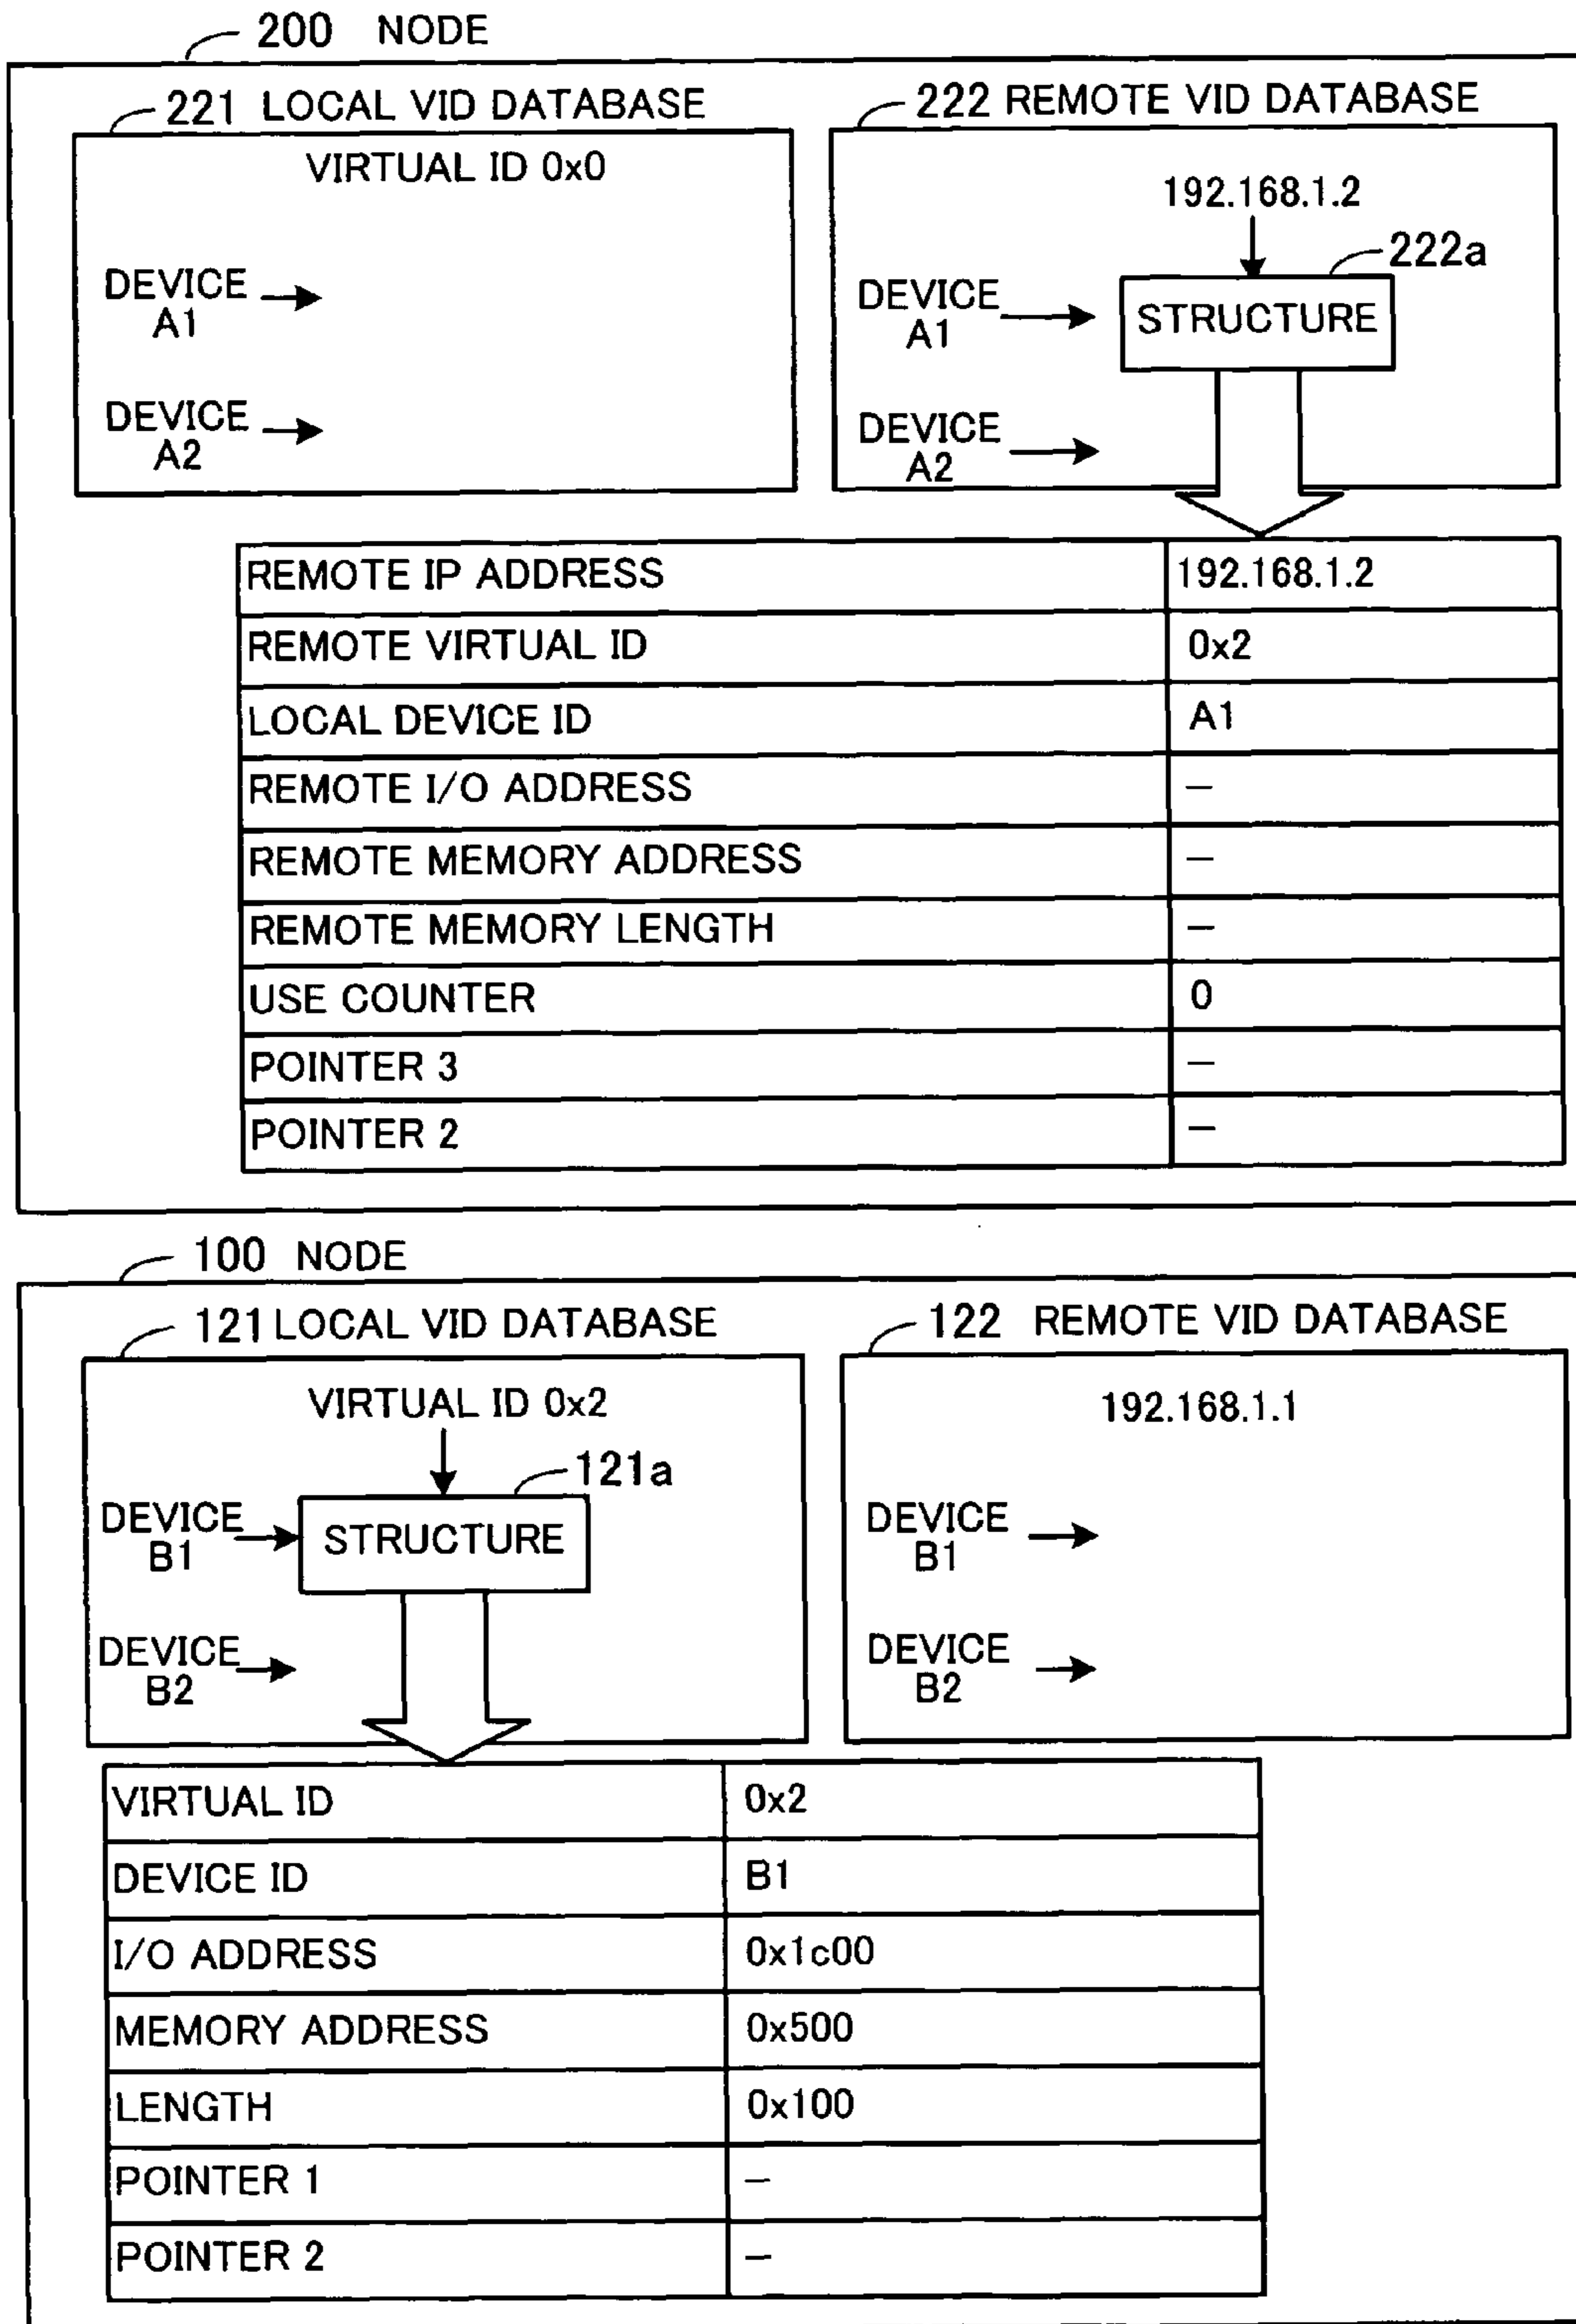 200 NODE
221 LOCAL VID DATABASE
VIRTUAL ID 0x0
DEVICE
A1
DEVICE
A2
222 REMOTE VID DATABASE
192.168.1.2
222a
DEVICE
A1
STRUCTURE
DEVICE
A2
REMOTE IP ADDRESS 192.168.1.2
REMOTE VIRTUAL ID 0x2
LOCAL DEVICE ID A1
REMOTE I/O ADDRESS –
REMOTE MEMORY ADDRESS –
REMOTE MEMORY LENGTH –
USE COUNTER 0
POINTER 3 –
POINTER 2 –
100 NODE
121 LOCAL VID DATABASE
VIRTUAL ID 0x2
121a
DEVICE
B1
STRUCTURE
DEVICE
B2
122 REMOTE VID DATABASE
192.168.1.1
DEVICE
B1
DEVICE
B2
VIRTUAL ID 0x2
DEVICE ID B1
I/O ADDRESS 0x1c00
MEMORY ADDRESS 0x500
LENGTH 0x100
POINTER 1 –
POINTER 2 –